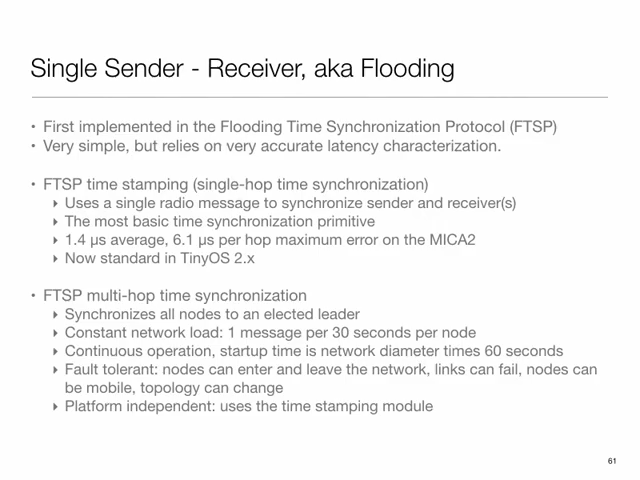 Single Sender - Receiver, aka Flooding
• First implemented in the Flooding Time Synchronization Protocol (FTSP)
• Very simple, but relies on very accurate latency characterization.
• FTSP time stamping (single-hop time synchronization)
‣ Uses a single radio message to synchronize sender and receiver(s)
‣ The most basic time synchronization primitive
‣ 1.4 µs average, 6.1 µs per hop maximum error on the MICA2
‣ Now standard in TinyOS 2.x
• FTSP multi-hop time synchronization
‣ Synchronizes all nodes to an elected leader
‣ Constant network load: 1 message per 30 seconds per node
‣ Continuous operation, startup time is network diameter times 60 seconds
‣ Fault tolerant: nodes can enter and leave the network, links can fail, nodes can
be mobile, topology can change
‣ Platform independent: uses the time stamping module
61